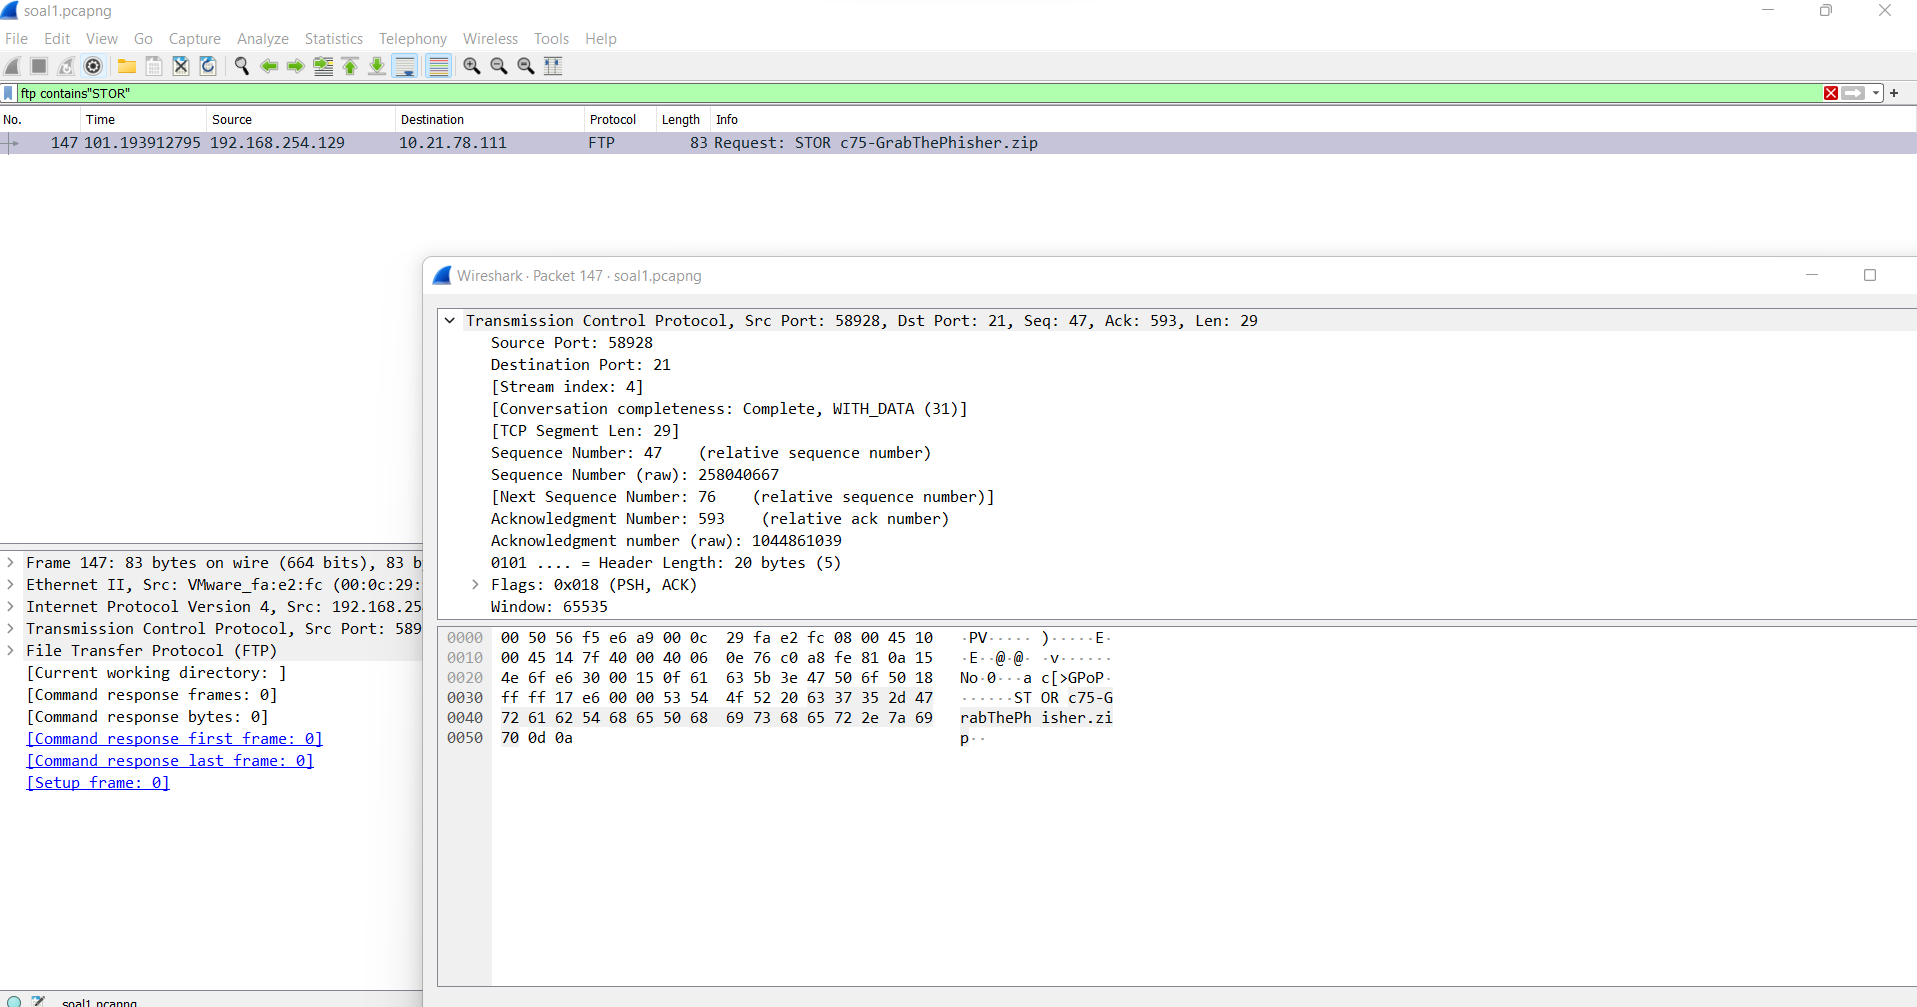 soal1.pcapng
File Edit View Go Capture Analyze Statistics Telephony Wireless Tools Help
ftp contains"STOR"
No. Time Source Destination Protocol Length Info
147 101.193912795 192.168.254.129 10.21.78.111 FTP 83 Request: STOR c75-GrabThePhisher.zip
Wireshark · Packet 147 · soal1.pcapng
Transmission Control Protocol, Src Port: 58928, Dst Port: 21, Seq: 47, Ack: 593, Len: 29
Source Port: 58928
Destination Port: 21
[Stream index: 4]
[Conversation completeness: Complete, WITH_DATA (31)]
[TCP Segment Len: 29]
Sequence Number: 47 (relative sequence number)
Sequence Number (raw): 258040667
[Next Sequence Number: 76 (relative sequence number)]
Acknowledgment Number: 593 (relative ack number)
Acknowledgment number (raw): 1044861039
0101 .... = Header Length: 20 bytes (5)
Flags: 0x018 (PSH, ACK)
Window: 65535
Frame 147: 83 bytes on wire (664 bits), 83 b
Ethernet II, Src: VMware_fa:e2:fc (00:0c:29:
Internet Protocol Version 4, Src: 192.168.25
Transmission Control Protocol, Src Port: 589
File Transfer Protocol (FTP)
[Current working directory: ]
[Command response frames: 0]
[Command response bytes: 0]
[Command response first frame: 0]
[Command response last frame: 0]
[Setup frame: 0]
0000 00 50 56 f5 e6 a9 00 0c 29 fa e2 fc 08 00 45 10 ·PV····· )·····E·
0010 00 45 14 7f 40 00 40 06 0e 76 c0 a8 fe 81 0a 15 ·E··@·@· ·v······
0020 4e 6f e6 30 00 15 0f 61 63 5b 3e 47 50 6f 50 18 No·0···a c[>GPoP·
0030 ff ff 17 e6 00 00 53 54 4f 52 20 63 37 35 2d 47 ······ST OR c75-G
0040 72 61 62 54 68 65 50 68 69 73 68 65 72 2e 7a 69 rabThePh isher.zi
0050 70 0d 0a p··
soal1.pcapng